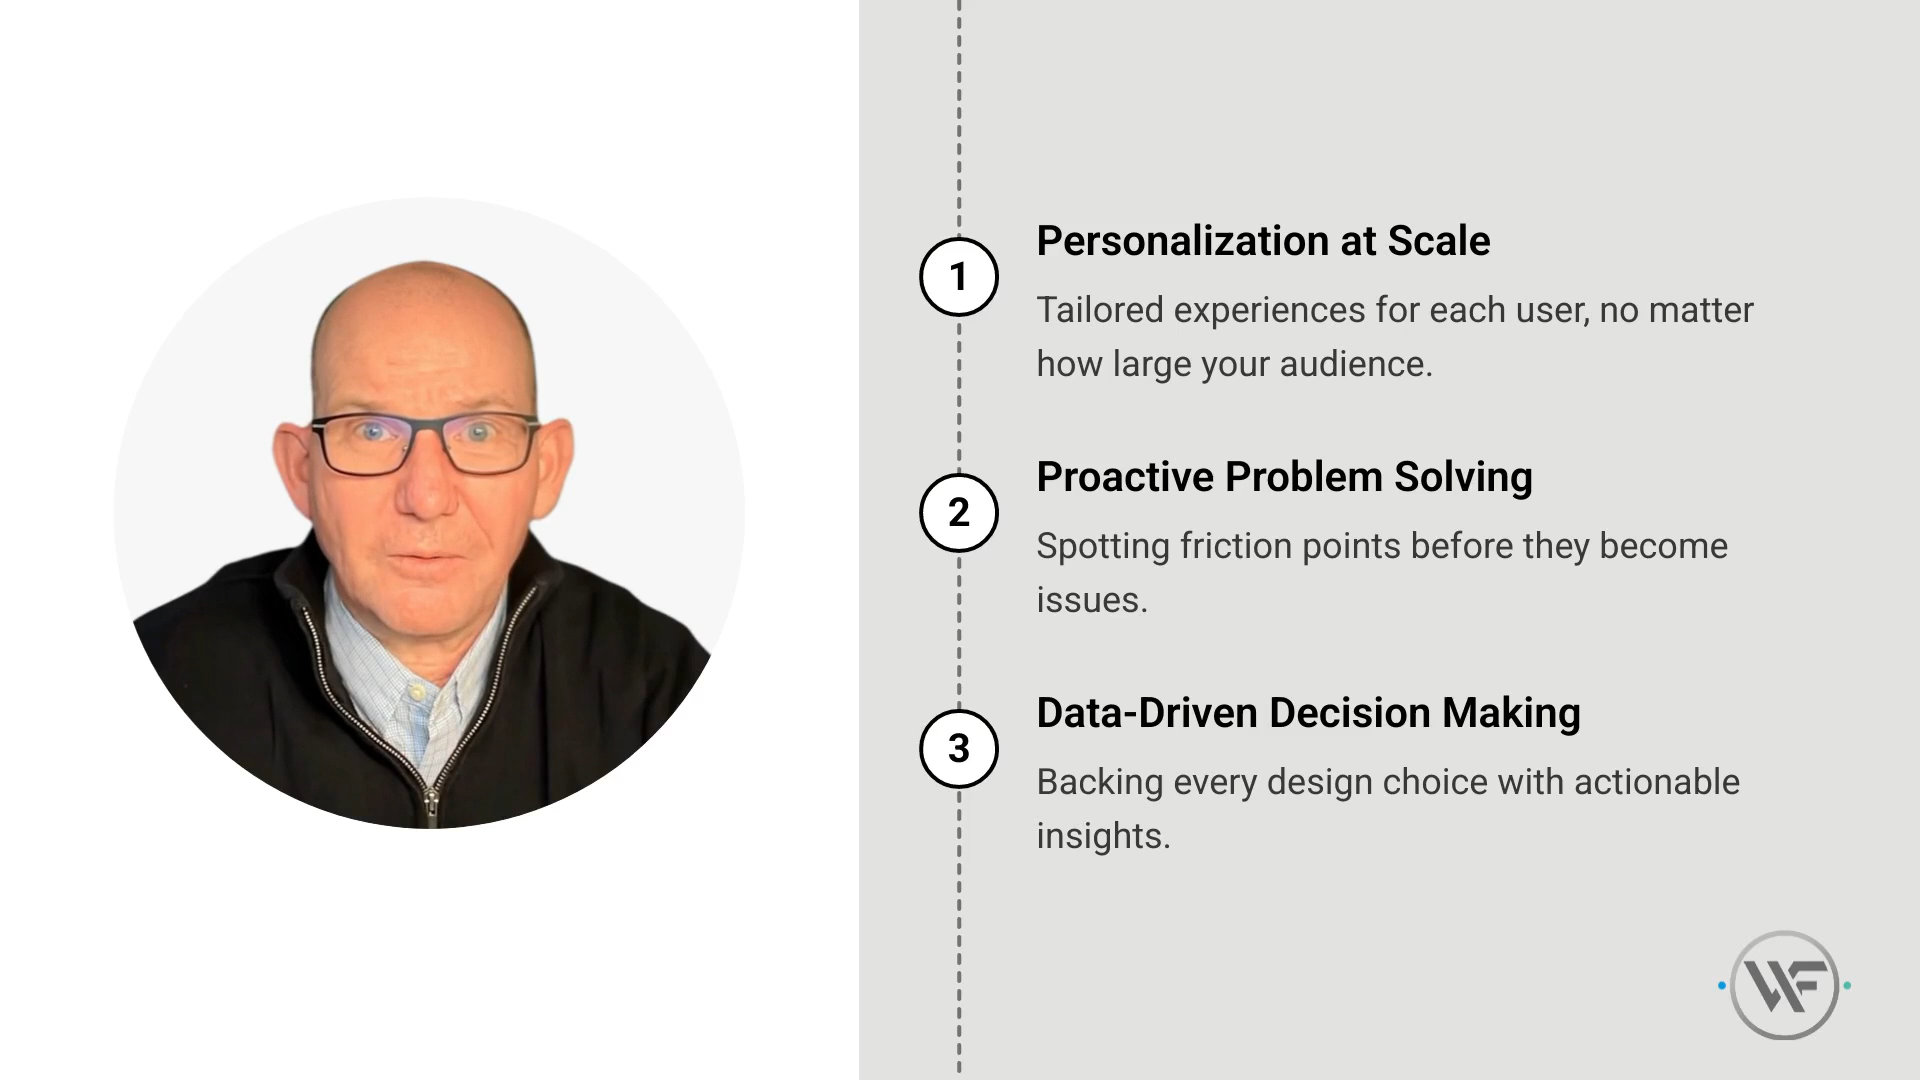 1
Personalization at Scale
Tailored experiences for each user, no matter
how large your audience.
2
Proactive Problem Solving
Spotting friction points before they become
issues.
3
Data-Driven Decision Making
Backing every design choice with actionable
insights.
WF